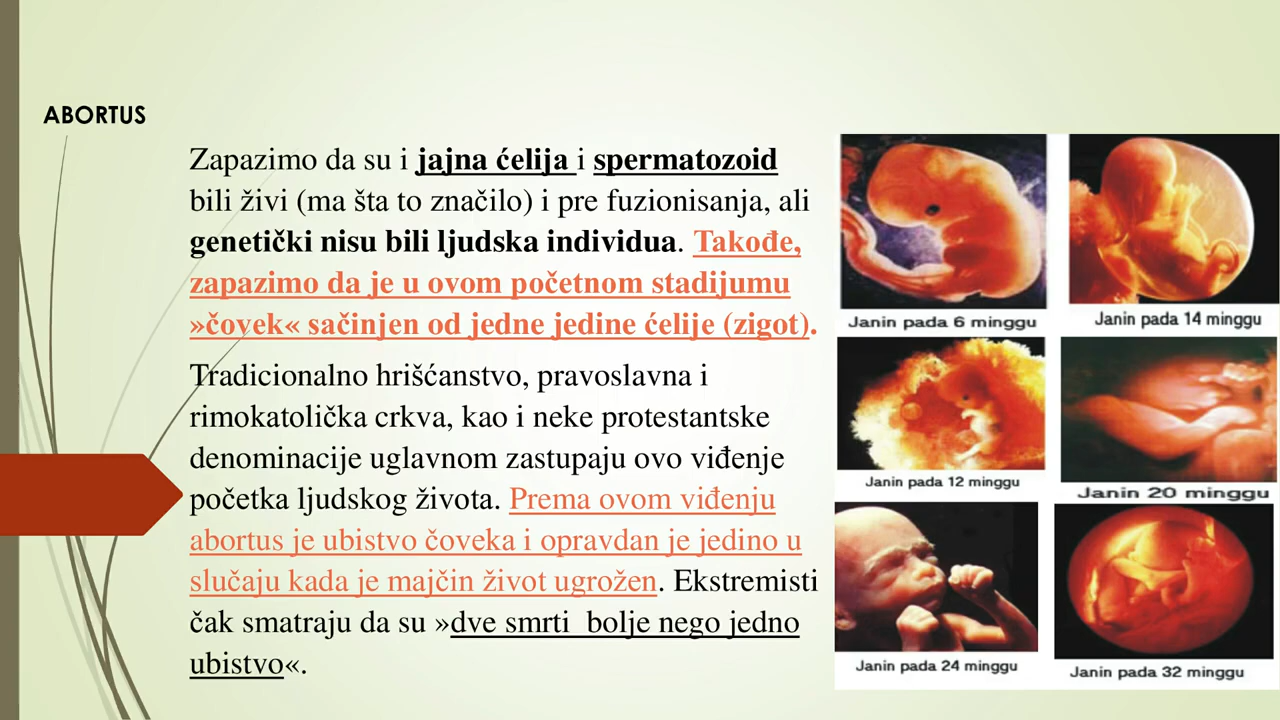 ABORTUS
Zapazimo da su i jajna ćelija i spermatozoid
bili živi (ma šta to značilo) i pre fuzionisanja, ali
genetički nisu bili ljudska individua. Takođe,
zapazimo da je u ovom početnom stadijumu
»čovek« sačinjen od jedne jedine ćelije (zigot).
Tradicionalno hrišćanstvo, pravoslavna i
rimokatolička crkva, kao i neke protestantske
denominacije uglavnom zastupaju ovo viđenje
početka ljudskog života. Prema ovom viđenju
abortus je ubistvo čoveka i opravdan je jedino u
slučaju kada je majčin život ugrožen. Ekstremisti
čak smatraju da su »dve smrti bolje nego jedno
ubistvo«.
Janin pada 6 minggu
Janin pada 14 minggu
Janin pada 12 minggu
Janin 20 minggu
Janin pada 24 minggu
Janin pada 32 minggu